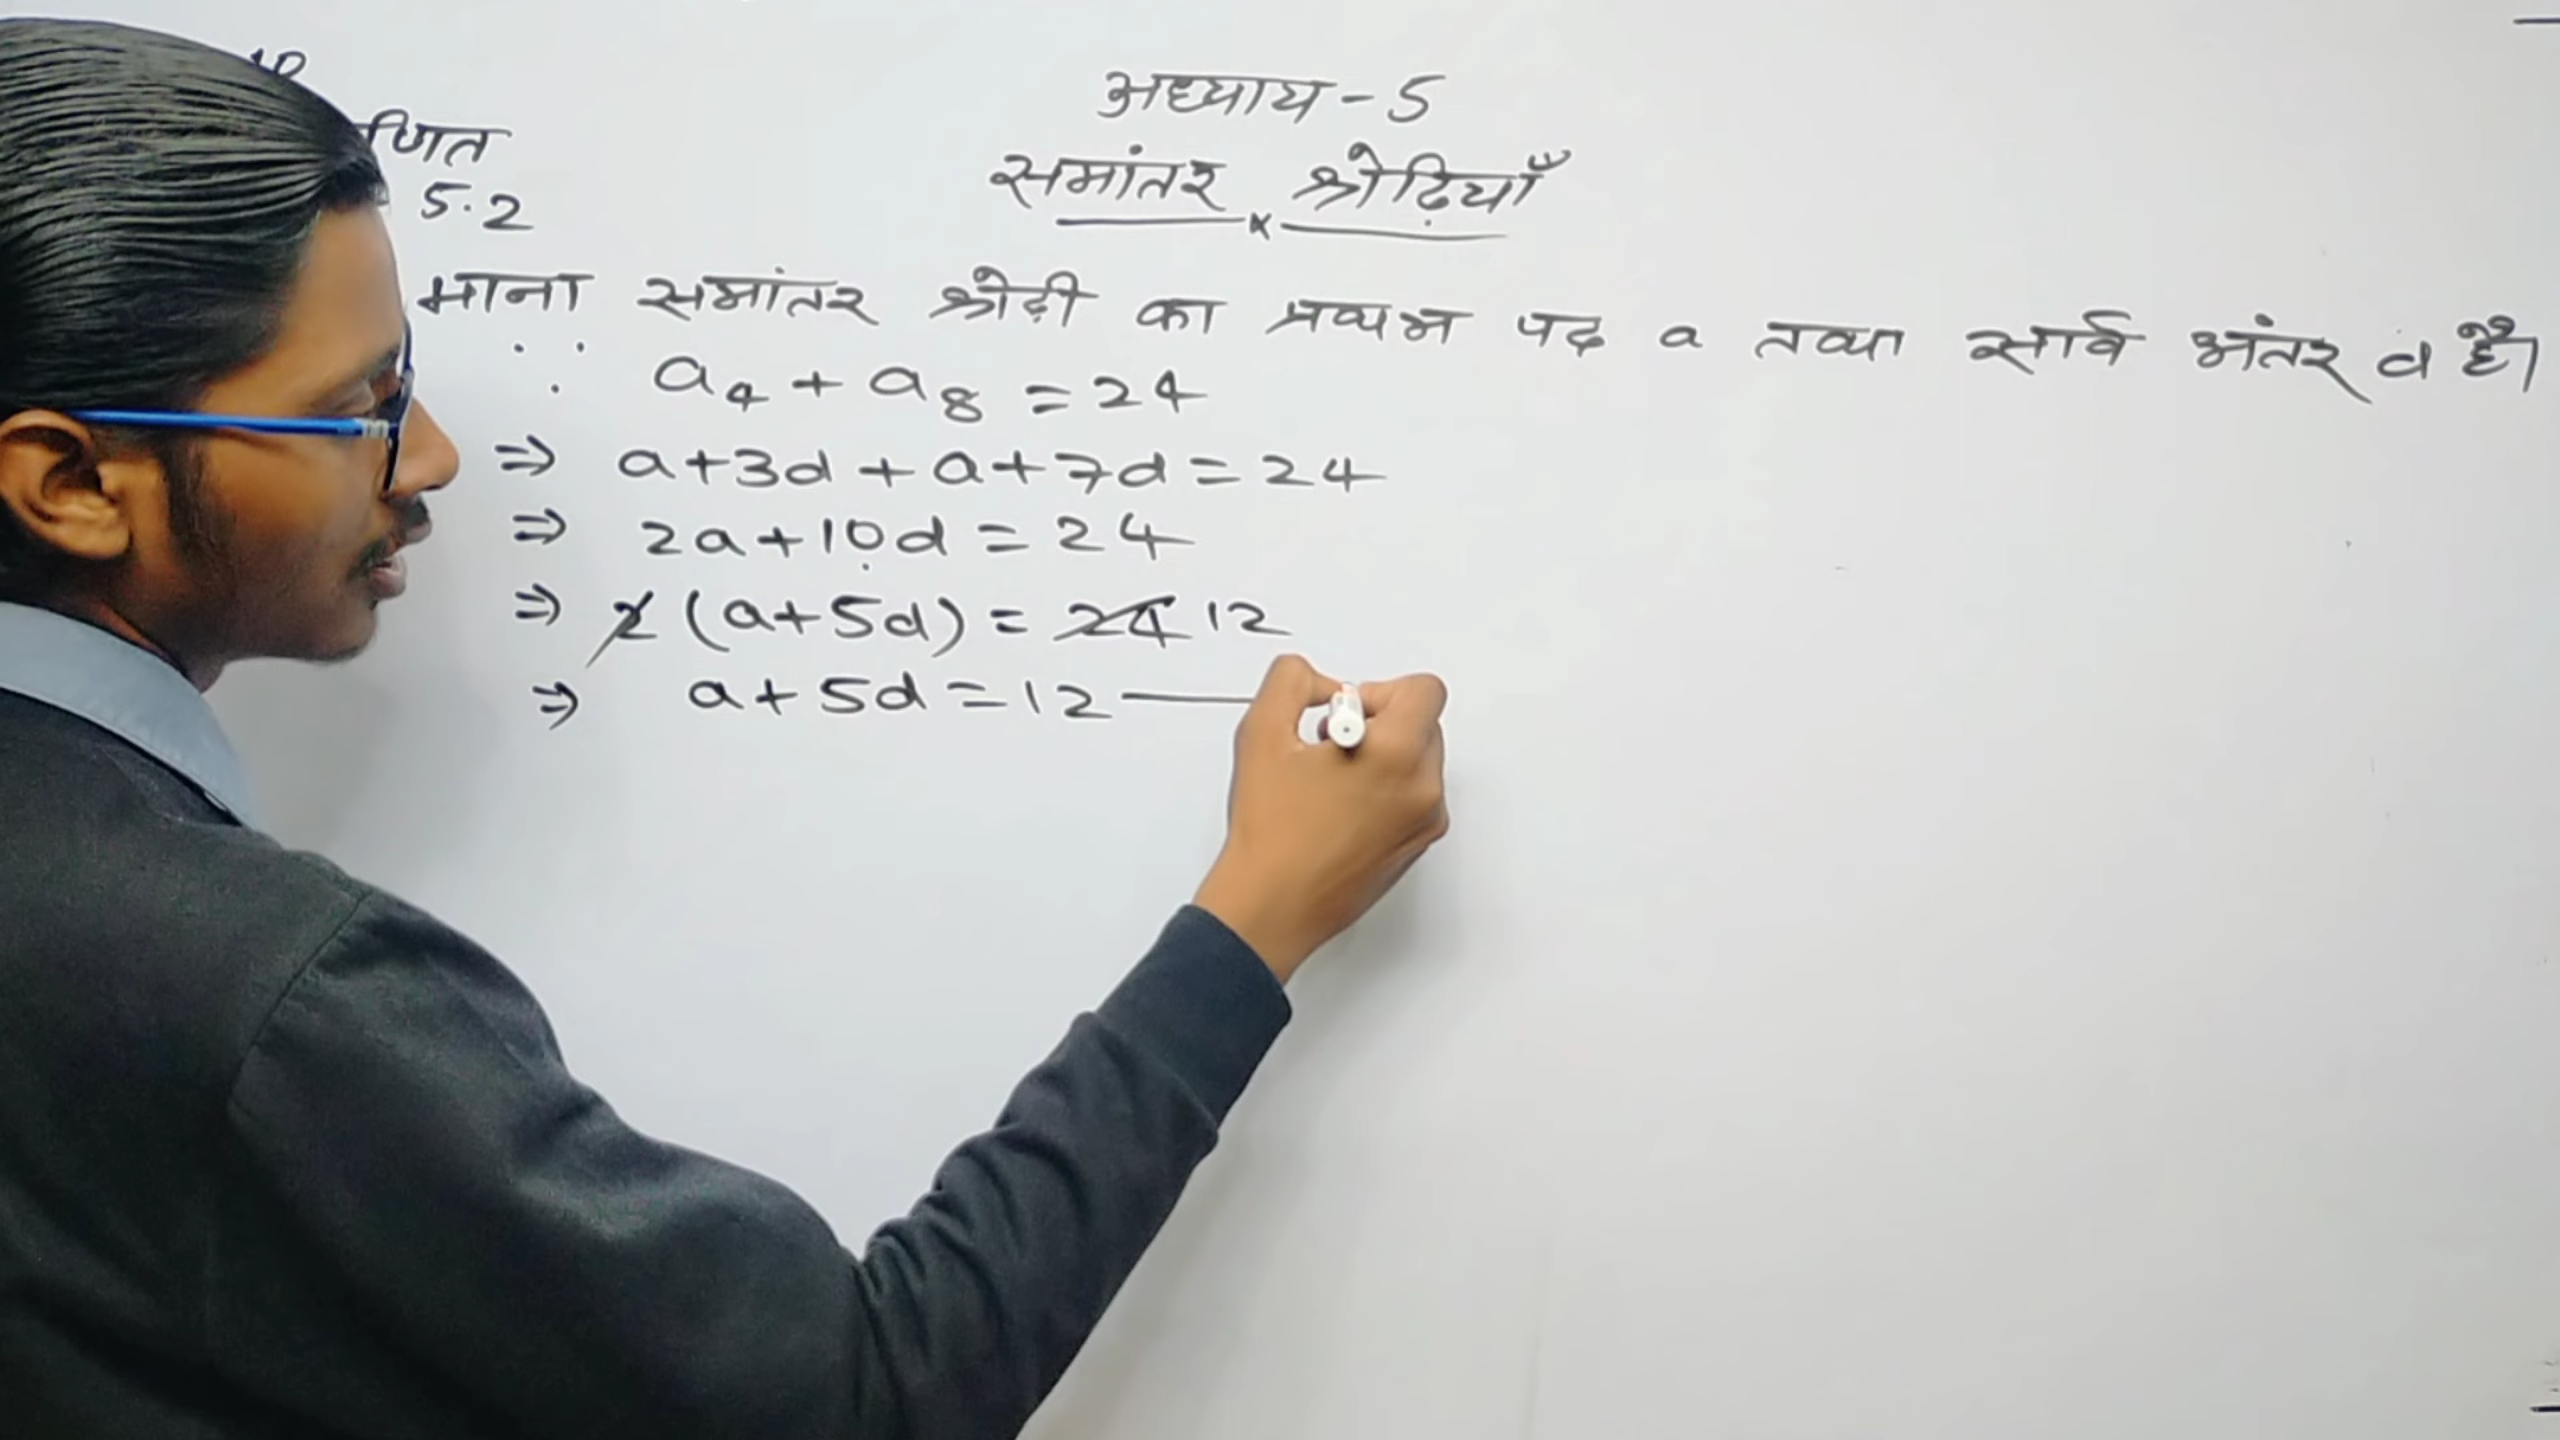 अध्याय - 5
समांतर श्रेढ़ियाँ
5.2
माना समांतर श्रेढ़ी का प्रथम पद a तथा सार्व अंतर d है।
∵ a₄ + a₈ = 24
⇒ a+3d + a+7d = 24
⇒ 2a+10d = 24
⇒ 2 (a+5d) = 24 12
⇒ a+5d = 12